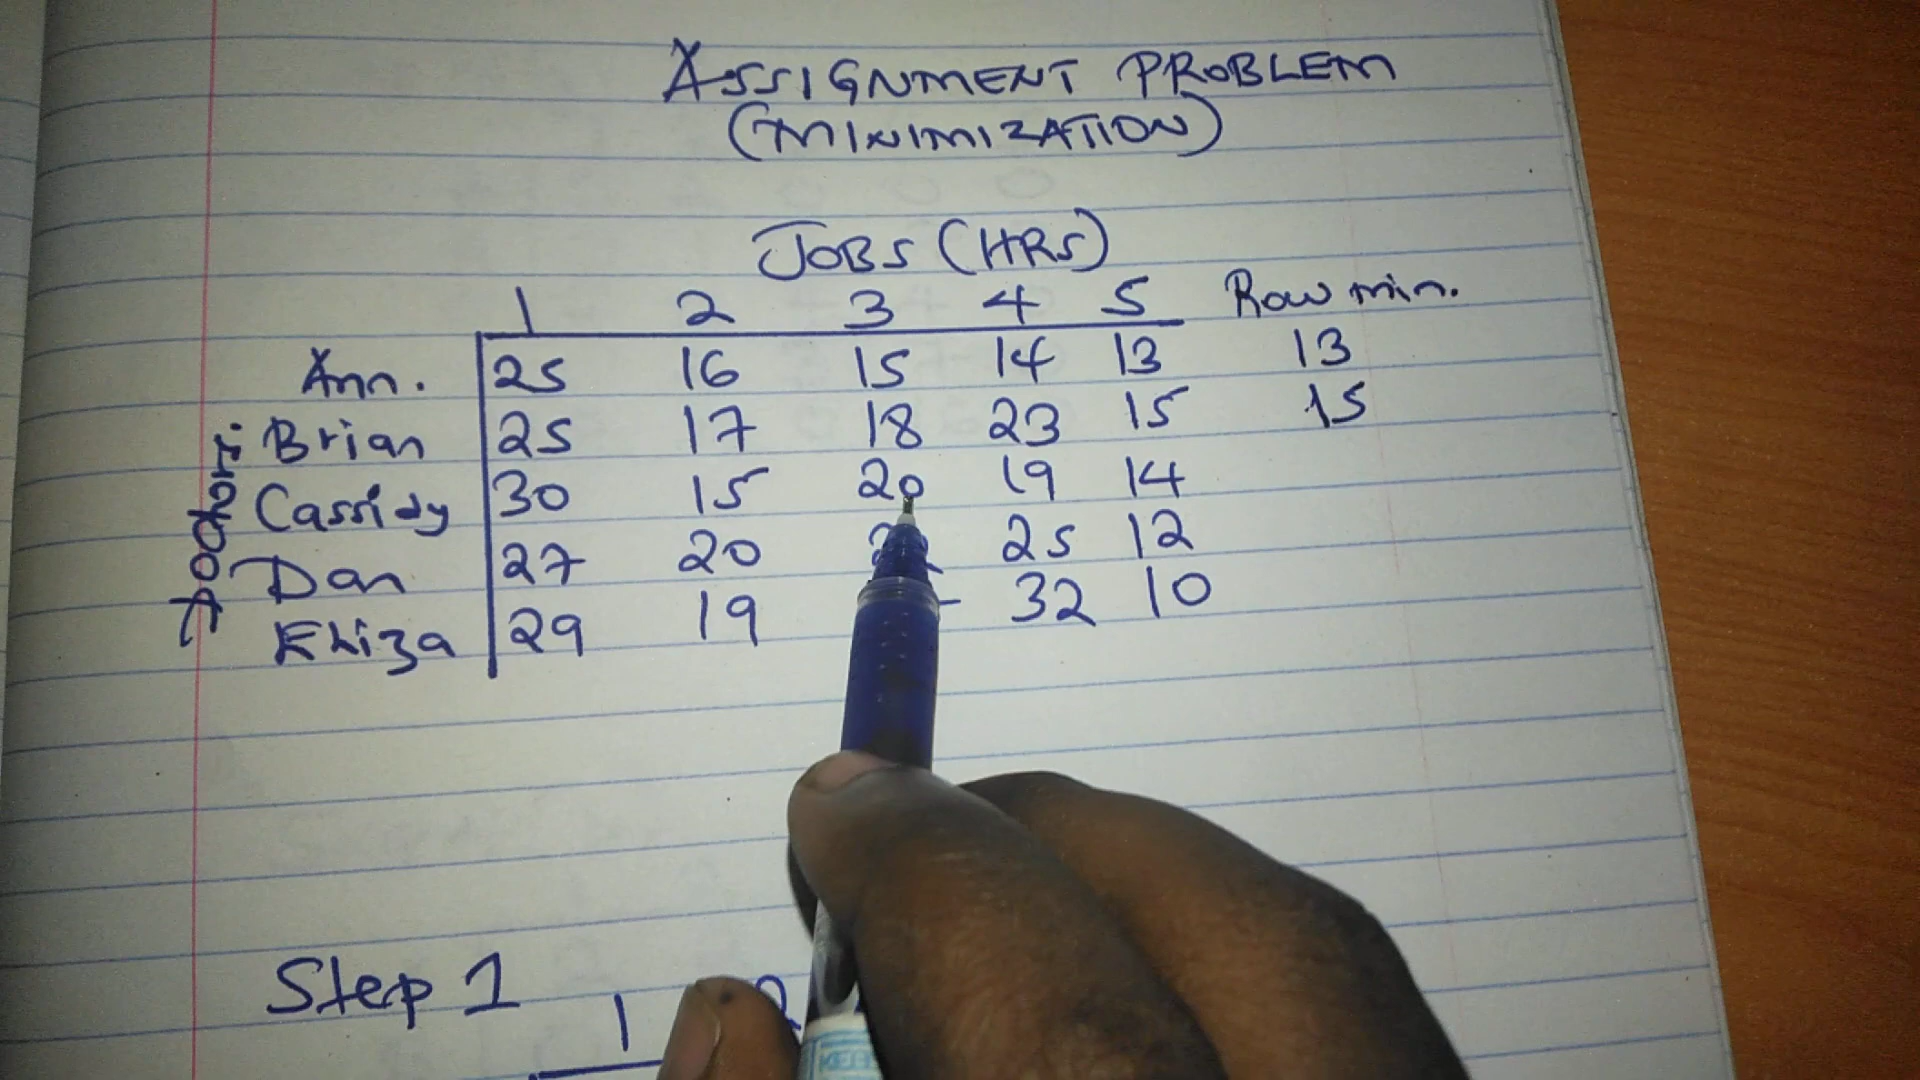 ASSIGNMENT PROBLEM
(MINIMIZATION)
JOBS (HRS)
1 2 3 4 5 Row min.
Ann. 25 16 15 14 13 13
Brian 25 17 18 23 15 15
Cassidy 30 15 20 19 14
Dan 27 20 25 12
Eliza 29 19 32 10
Step 1
1 2